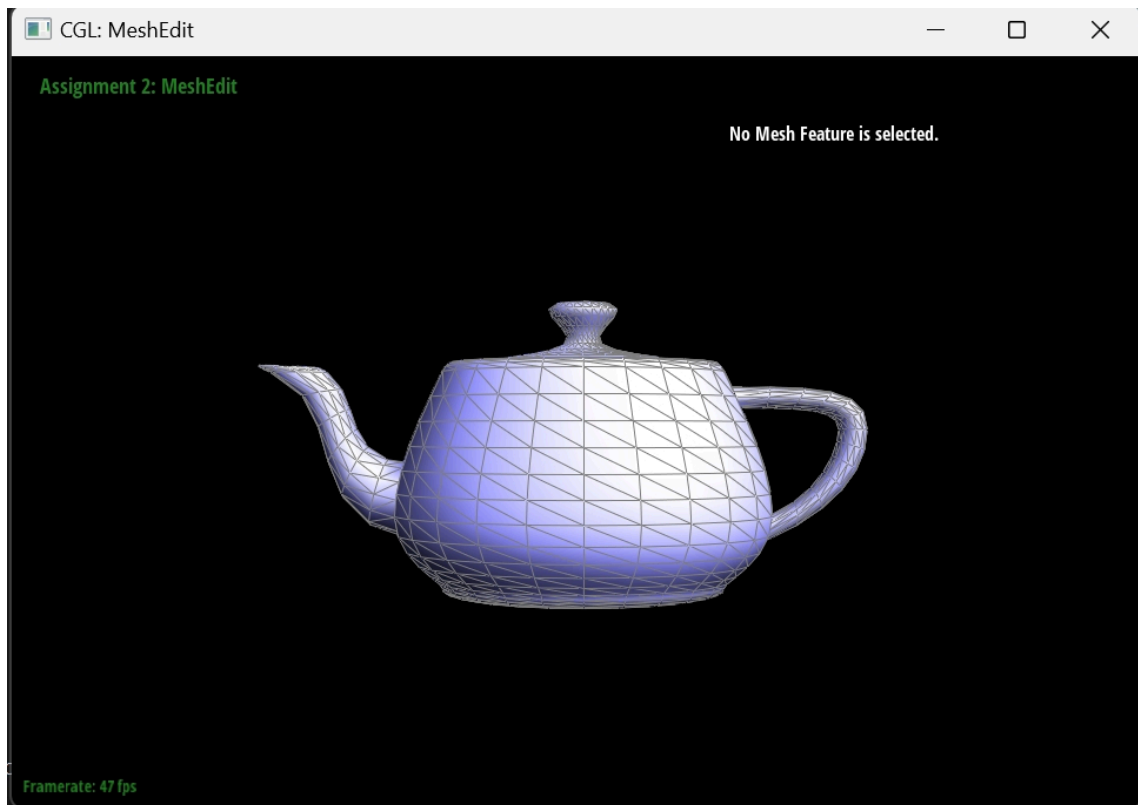 CGL: MeshEdit
Assignment 2: MeshEdit
No Mesh Feature is selected.
Framerate: 47 fps